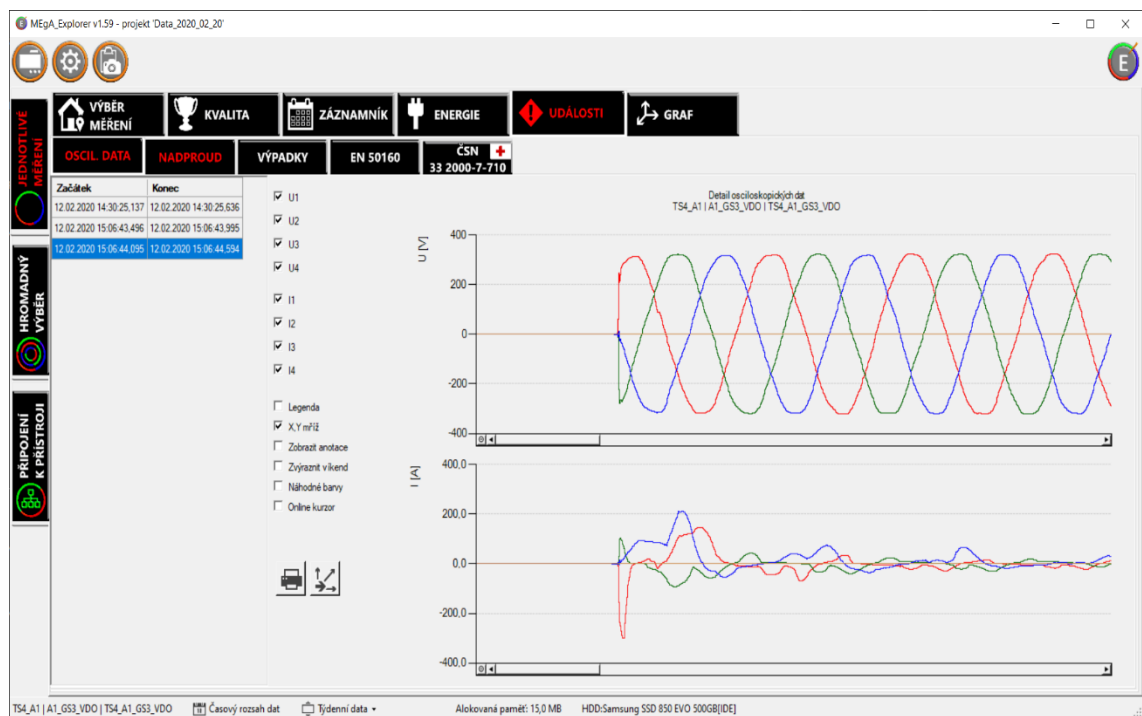 MEgA_Explorer v1.59 - projekt 'Data_2020_02_20'
E
JEDNOTLIVÉ
MĚŘENÍ
HROMADNÝ
VÝBĚR
PŘIPOJENÍ
K PŘÍSTROJI
VÝBĚR
MĚŘENÍ
KVALITA
ZÁZNAMNÍK
ENERGIE
UDÁLOSTI
GRAF
OSCIL. DATA
NADPROUD
VÝPADKY
EN 50160
ČSN
33 2000-7-710
Začátek Konec
12.02.2020 14:30:25,137 12.02.2020 14:30:25,636
12.02.2020 15:06:43,496 12.02.2020 15:06:43,995
12.02.2020 15:06:44,095 12.02.2020 15:06:44,594
U1
U2
U3
U4
I1
I2
I3
I4
Legenda
X,Y mříž
Zobrazit anotace
Zvýraznit víkend
Náhodné barvy
Online kurzor
Detail osciloskopických dat
TS4_A1 | A1_GS3_VDO | TS4_A1_GS3_VDO
U [V]
400
200
0
-200
-400
I [A]
400,0
200,0
0,0
-200,0
-400,0
TS4_A1 | A1_GS3_VDO | TS4_A1_GS3_VDO Časový rozsah dat Týdenní data Alokovaná paměť: 15,0 MB HDD:Samsung SSD 850 EVO 500GB[IDE]